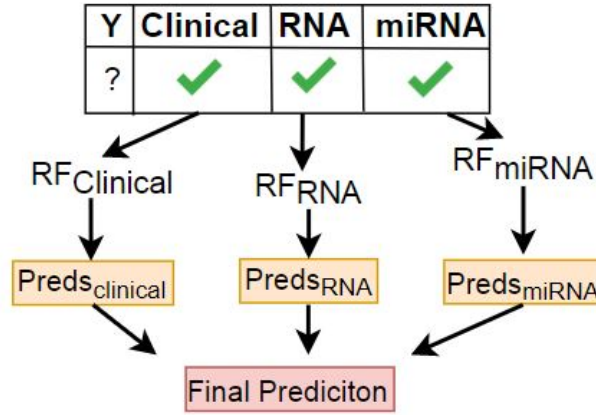 Y Clinical RNA miRNA
? ✓ ✓ ✓
RFClinical RFRNA RFmiRNA
Predsclinical PredsRNA PredsmiRNA
Final Prediciton